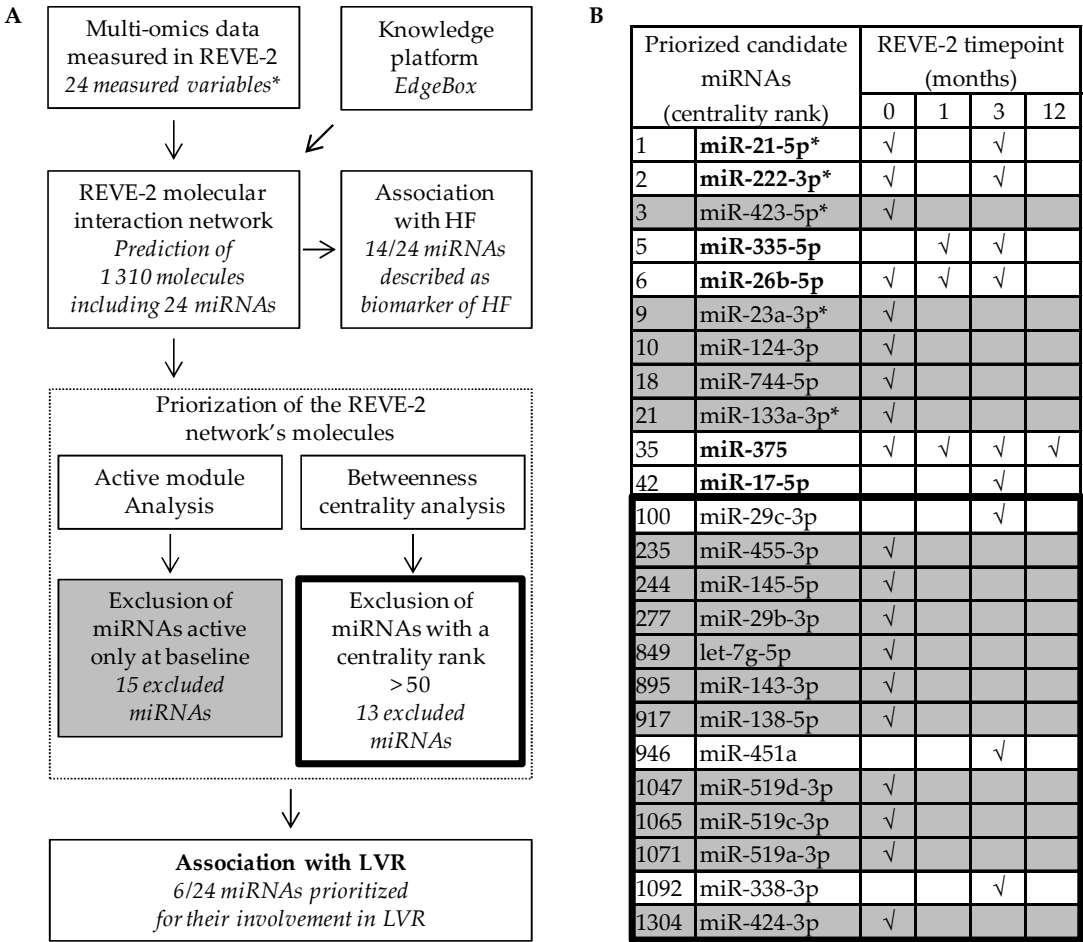 A
Multi-omics data
measured in REVE-2
24 measured variables*
Knowledge
platform
EdgeBox
REVE-2 molecular
interaction network
Prediction of
1310 molecules
including 24 miRNAs
Association
with HF
14/24 miRNAs
described as
biomarker of HF
Priorization of the REVE-2
network's molecules
Active module
Analysis
Betweenness
centrality analysis
Exclusion of
miRNAs active
only at baseline
15 excluded
miRNAs
Exclusion of
miRNAs with a
centrality rank
>50
13 excluded
miRNAs
Association with LVR
6/24 miRNAs prioritized
for their involvement in LVR
B
Priorized candidate
miRNAs
(centrality rank)
REVE-2 timepoint
(months)
0 1 3 12
1 miR-21-5p* √ √
2 miR-222-3p* √ √
3 miR-423-5p* √
5 miR-335-5p √ √
6 miR-26b-5p √ √ √
9 miR-23a-3p* √
10 miR-124-3p √
18 miR-744-5p √
21 miR-133a-3p* √
35 miR-375 √ √ √ √
42 miR-17-5p √
100 miR-29c-3p √
235 miR-455-3p √
244 miR-145-5p √
277 miR-29b-3p √
849 let-7g-5p √
895 miR-143-3p √
917 miR-138-5p √
946 miR-451a √
1047 miR-519d-3p √
1065 miR-519c-3p √
1071 miR-519a-3p √
1092 miR-338-3p √
1304 miR-424-3p √